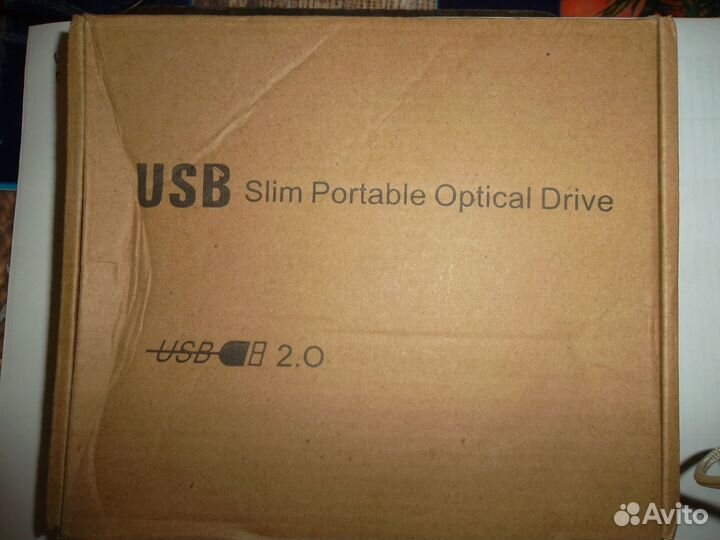 USB Slim Portable Optical Drive
USB 2.0
Avito